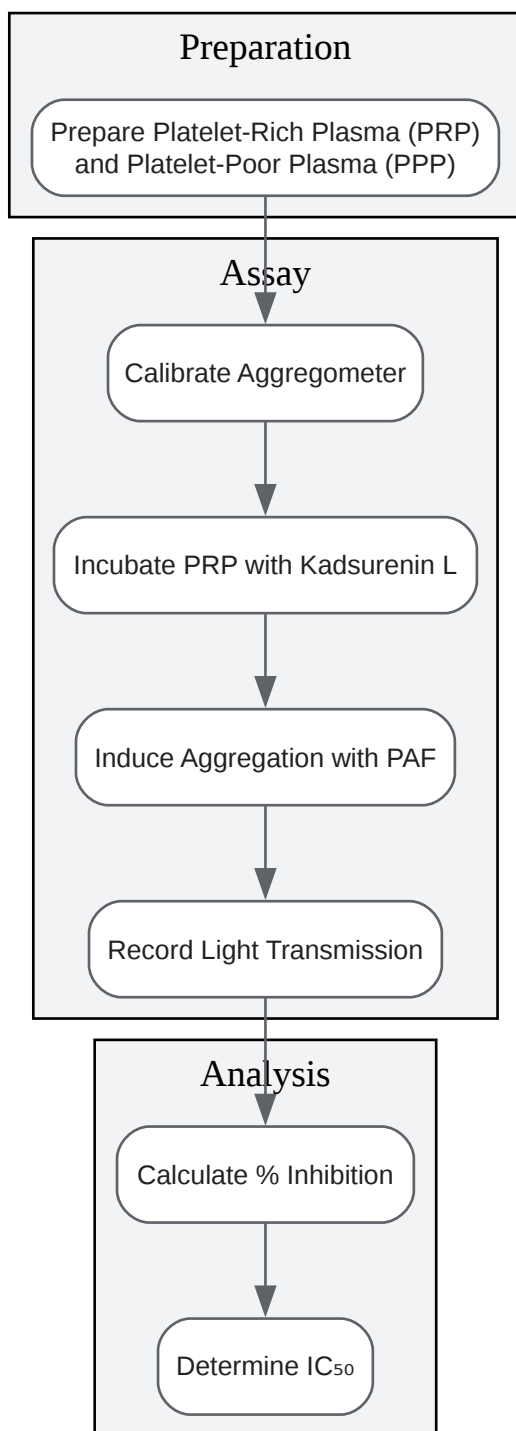 Preparation
Prepare Platelet-Rich Plasma (PRP)
and Platelet-Poor Plasma (PPP)
Assay
Calibrate Aggregometer
Incubate PRP with Kadsurenin L
Induce Aggregation with PAF
Record Light Transmission
Analysis
Calculate % Inhibition
Determine IC₅₀